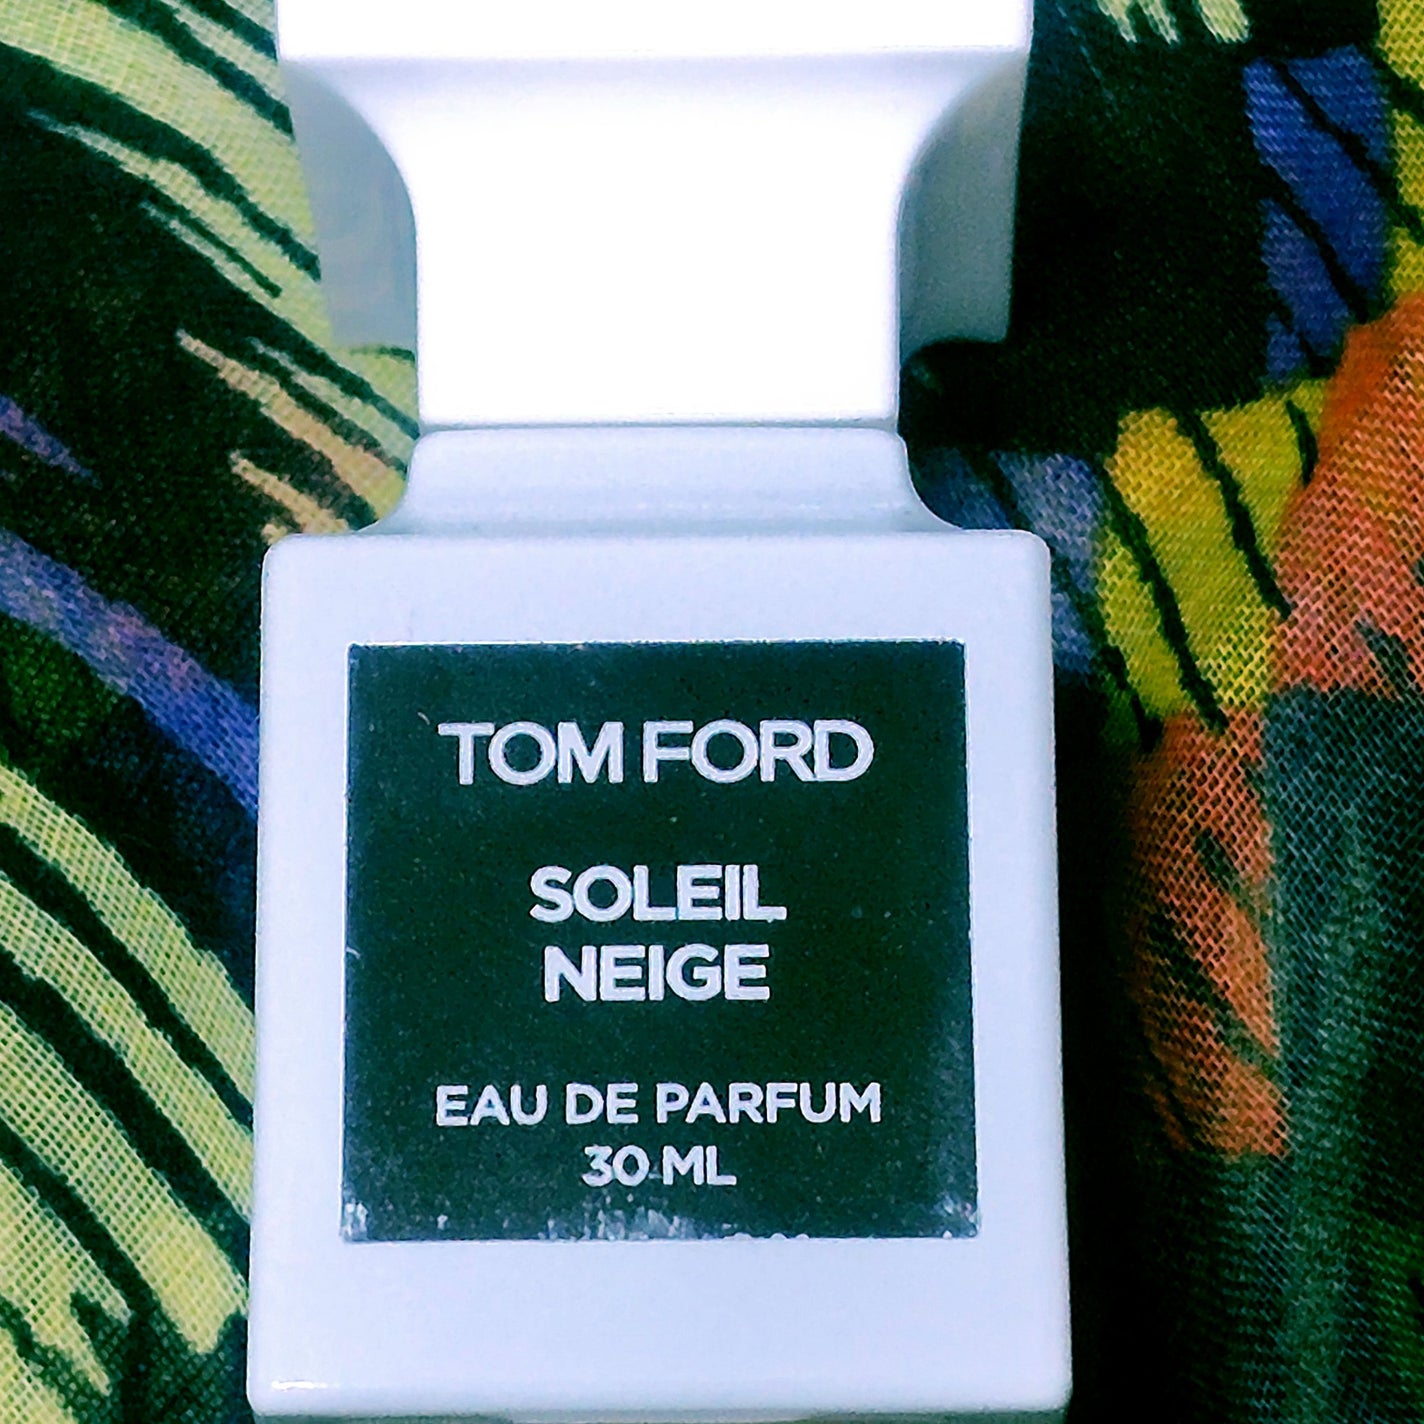 TOM FORD
SOLEIL
NEIGE
EAU DE PARFUM
30 ML